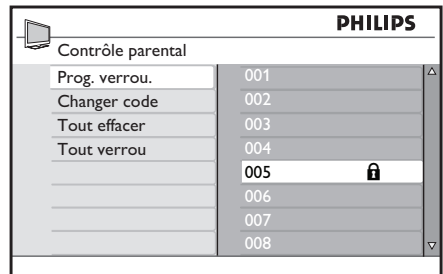 PHILIPS
Contrôle parental
Prog. verrou.
Changer code
Tout effacer
Tout verrou
001
002
003
004
005
006
007
008